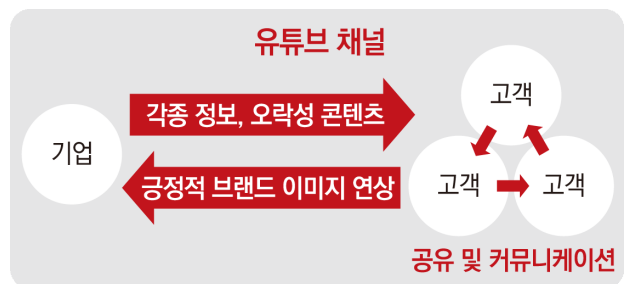 유튜브 채널
고객
각종 정보, 오락성 콘텐츠
기업
긍정적 브랜드 이미지 연상
고객
고객
공유 및 커뮤니케이션